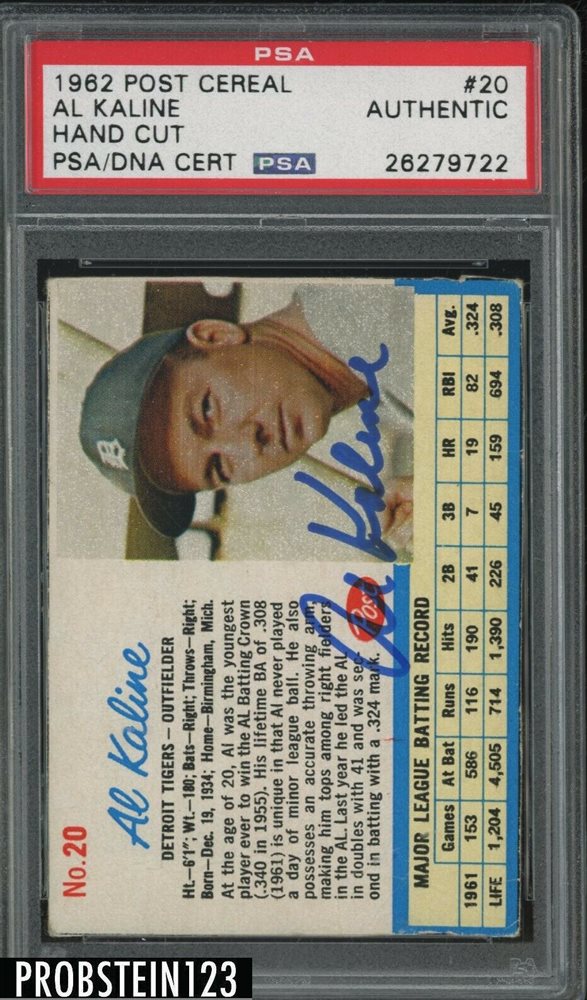 PSA
1962 POST CEREAL #20
AL KALINE AUTHENTIC
HAND CUT
PSA/DNA CERT PSA 26279722
No. 20
Al Kaline
DETROIT TIGERS — OUTFIELDER
Ht.—6'1"; Wt.—180; Bats—Right; Throws—Right;
Born—Dec. 19, 1934; Home—Birmingham, Mich.
At the age of 20, Al was the youngest
player ever to win the AL Batting Crown
(.340 in 1955). His lifetime BA of .308
(1961) is unique in that Al never played
a day of minor league ball. He also
possesses an accurate throwing arm,
making him tops among right fielders
in the AL. Last year he led the AL
in doubles with 41 and was sec-
ond in batting with a .324 mark.
Post
Al Kaline
B
MAJOR LEAGUE BATTING RECORD
Games At Bat Runs Hits 2B 3B HR RBI Avg.
1961 153 586 116 190 41 7 19 82 .324
LIFE 1,204 4,505 714 1,390 226 45 159 694 .308
PROBSTEIN123